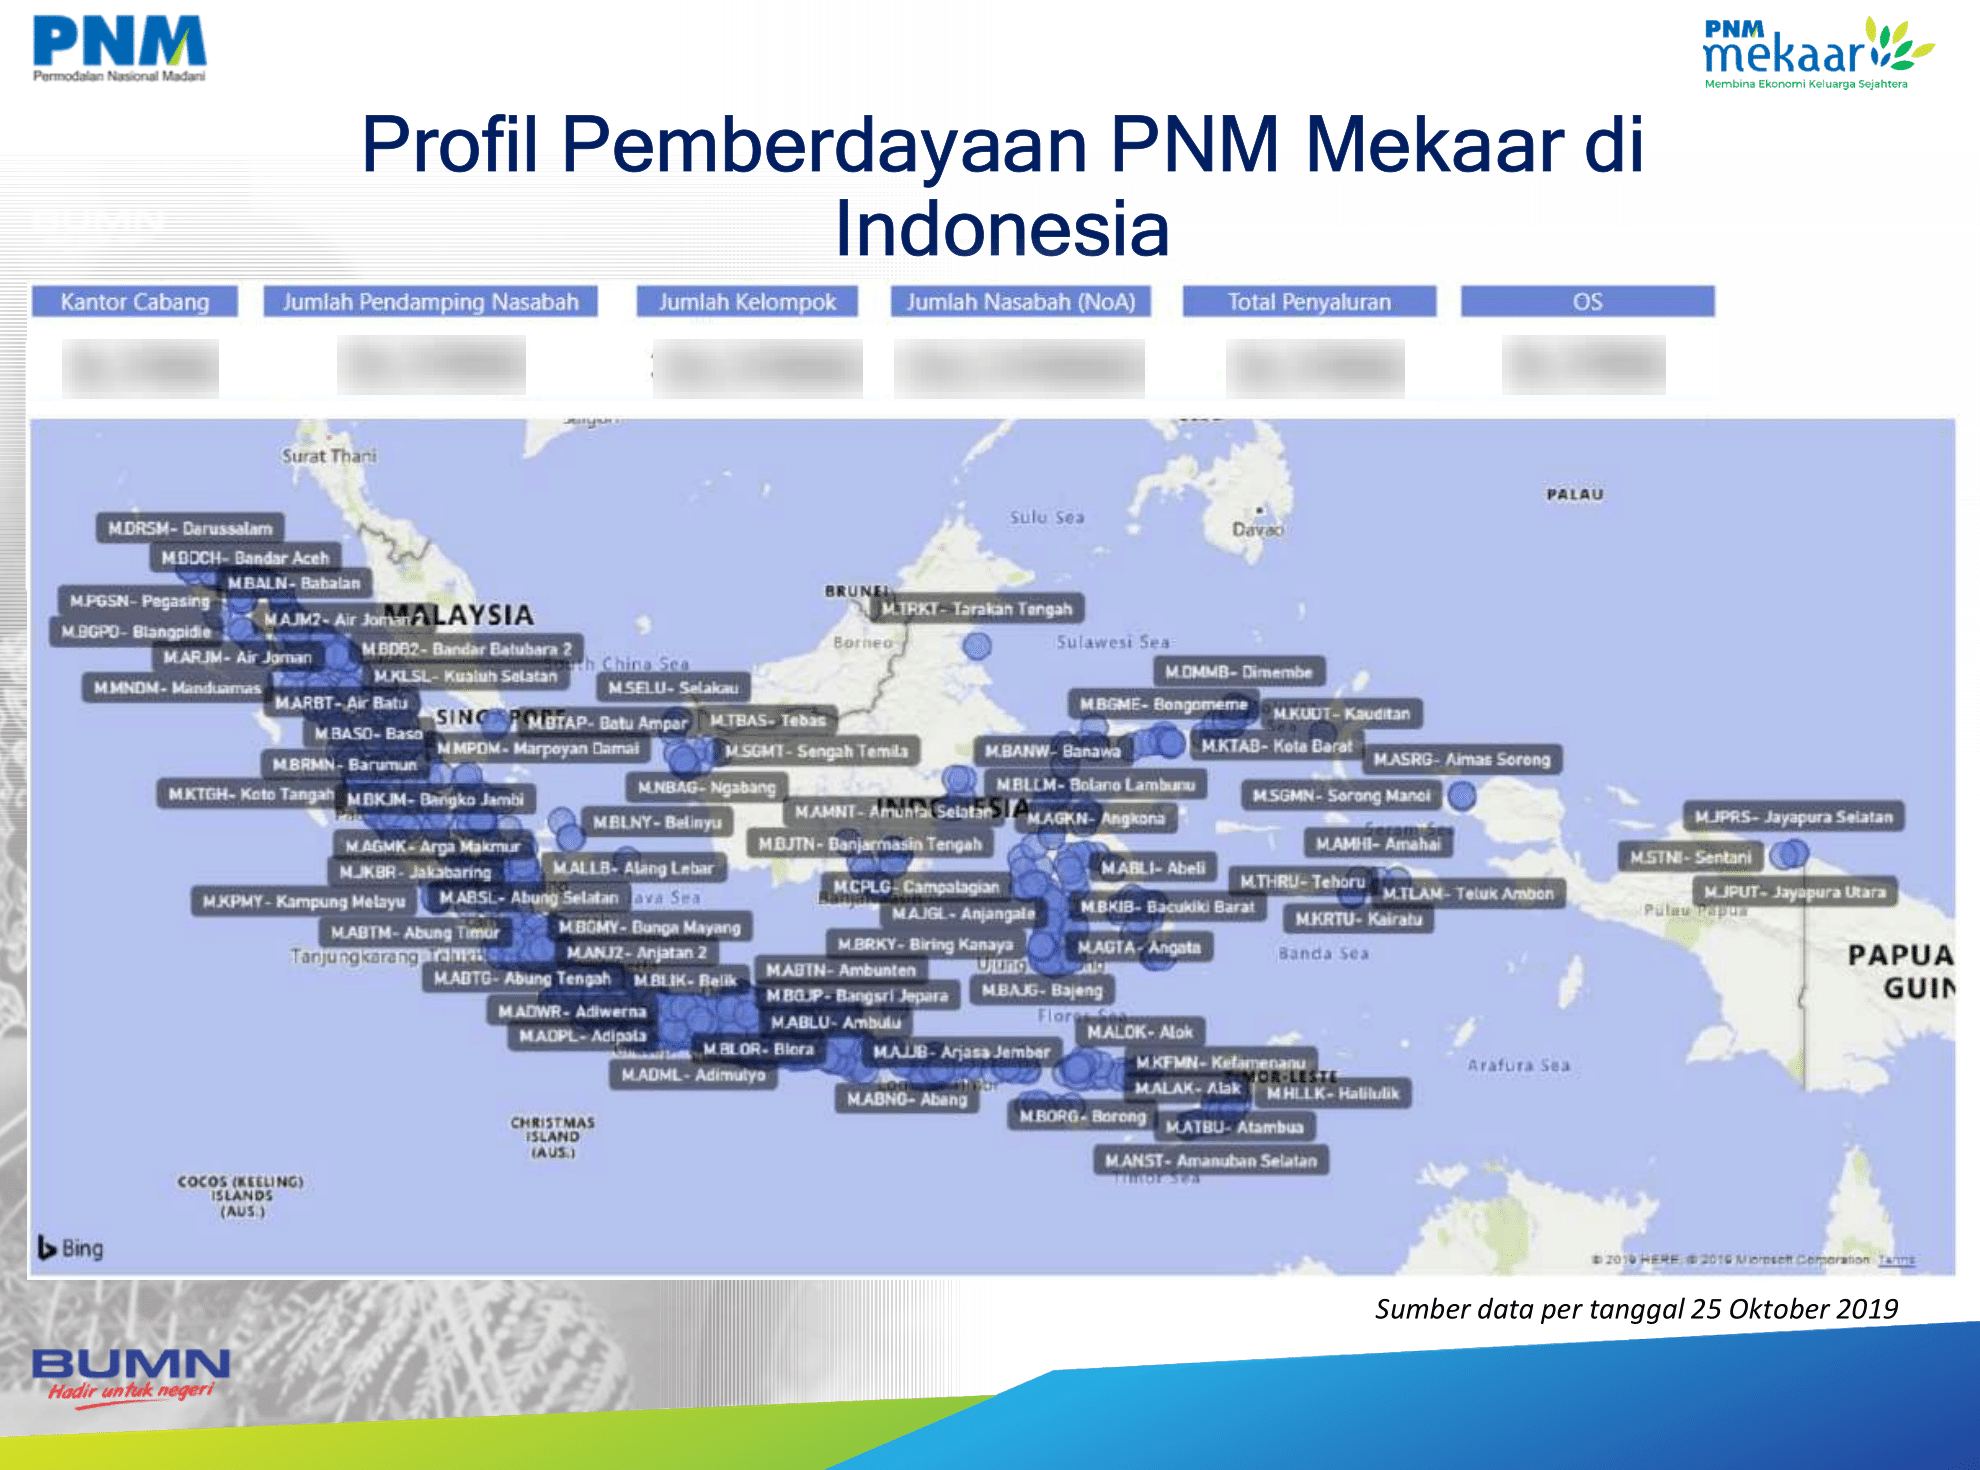 PNM
Permodalan Nasional Madani
PNM
mekaar
Membina Ekonomi Keluarga Sejahtera
Profil Pemberdayaan PNM Mekaar di
Indonesia
BUMN
Kantor Cabang
Jumlah Pendamping Nasabah
Jumlah Kelompok
Jumlah Nasabah (NoA)
Total Penyaluran
OS
Surat Thani
Sulu Sea
PALAU
Davao
M.DRSM- Darussalam
M.BDCH- Bandar Aceh
M.BALN- Babalan
M.PGSN- Pegasing
M.AJM2- Air Joman
MALAYSIA
BRUNEI
M.TRKT- Tarakan Tengah
M.BGPD- Blangpidie
M.ARJM- Air Joman
M.BDB2- Bandar Batubara 2
Borneo
Sulawesi Sea
South China Sea
M.KLSL- Kualuh Selatan
M.DMMB- Dimembe
M.MNDM- Manduamas
M.SELU- Selakau
M.ARBT- Air Batu
M.BGME- Bongomeme
M.KUDT- Kauditan
M.BTAP- Batu Ampar
M.TBAS- Tebas
M.BASO- Baso
M.MPDM- Marpoyan Damai
M.SGMT- Sengah Temila
M.BANW- Banawa
M.KTAB- Kota Barat
M.ASRG- Aimas Sorong
M.BRMN- Barumun
M.KTGH- Koto Tangah
M.BKJM- Bangko Jambi
M.NBAG- Ngabang
M.BLLM- Bolano Lambunu
M.SGMN- Sorong Manoi
M.AMNT- Amuntai Selatan
M.AGKN- Angkona
M.JPRS- Jayapura Selatan
M.BLNY- Belinyu
M.AGMK- Arga Makmur
M.BJTN- Banjarmasin Tengah
M.AMHI- Amahai
M.STNI- Sentani
M.JKBR- Jakabaring
M.ALLB- Alang Lebar
M.ABLI- Abeli
M.KPMY- Kampung Melayu
M.ABSL- Abung Selatan
Java Sea
M.CPLG- Campalagian
M.THRU- Tehoru
M.TLAM- Teluk Ambon
M.JPUT- Jayapura Utara
Pulau Papua
M.AJGL- Anjangale
M.BKIB- Bacukiki Barat
M.KRTU- Kairatu
M.ABTM- Abung Timur
M.BGMY- Bunga Mayang
M.BRKY- Biring Kanaya
M.AGTA- Angata
Banda Sea
PAPUA
GUIN
Tanjungkarang
M.ANJ2- Anjatan 2
M.ABTG- Abung Tengah
M.BLIK- Belik
M.ABTN- Ambunten
M.BGJP- Bangsri Jepara
M.BAJG- Bajeng
M.ADWR- Adiwerna
M.ABLU- Ambulu
Flores Sea
M.ALOK- Alok
M.ADPL- Adipala
M.BLOR- Blora
M.AJJB- Arjasa Jember
M.KFMN- Kefamenanu
Arafura Sea
M.ADML- Adimulyo
TIMOR-LESTE
M.ALAK- Alak
M.HLLK- Halilulik
M.ABNG- Abang
M.BORG- Borong
M.ATBU- Atambua
CHRISTMAS
ISLAND
(AUS.)
M.ANST- Amanuban Selatan
Timor Sea
COCOS (KEELING)
ISLANDS
(AUS.)
Bing
© 2019 HERE, © 2019 Microsoft Corporation Terms
Sumber data per tanggal 25 Oktober 2019
BUMN
Hadir untuk negeri